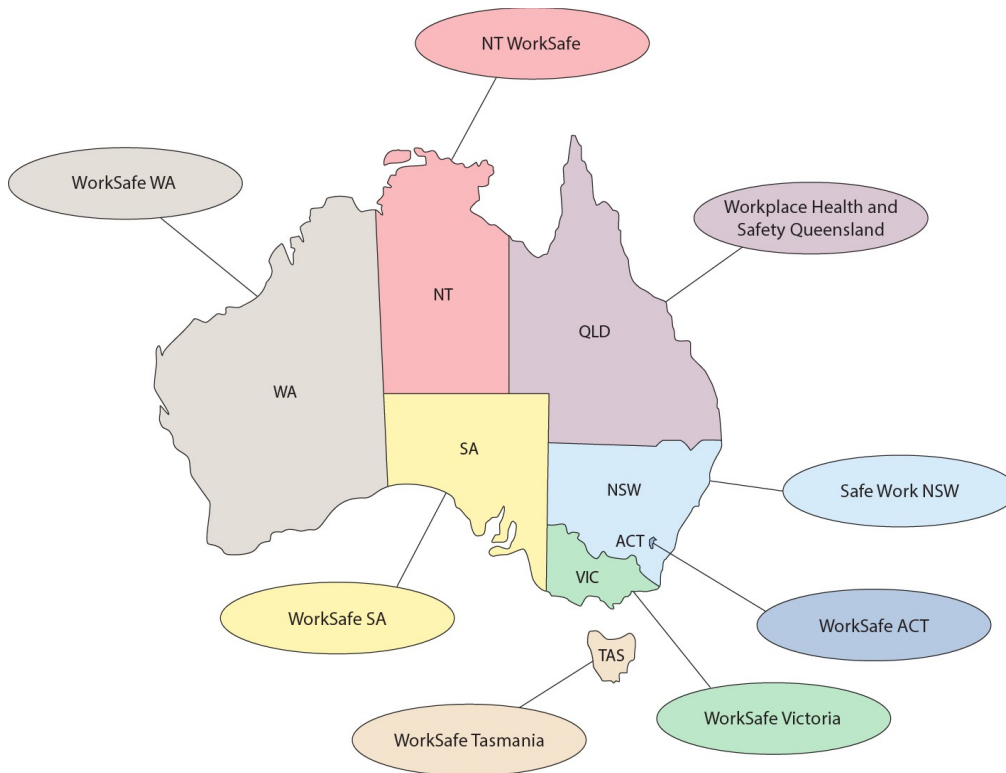 NT WorkSafe
WorkSafe WA
Workplace Health and
Safety Queensland
NT
QLD
WA
SA
NSW
Safe Work NSW
ACT
VIC
WorkSafe SA
WorkSafe ACT
TAS
WorkSafe Victoria
WorkSafe Tasmania